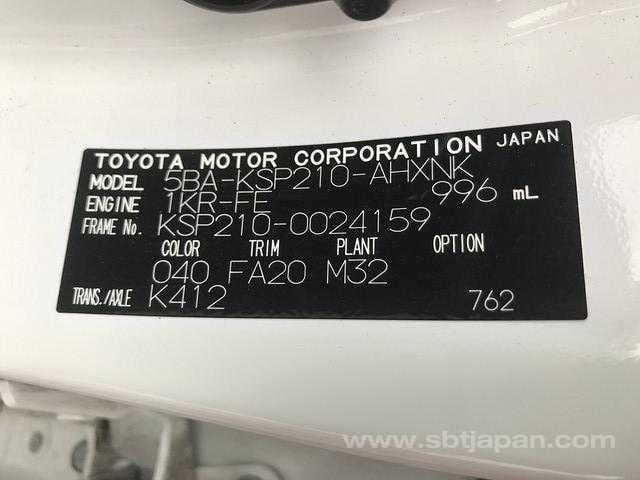 TOYOTA MOTOR CORPORATION JAPAN
MODEL 5BA-KSP210-AHXNK
ENGINE 1KR-FE 996 mL
FRAME No. KSP210-0024159
COLOR TRIM PLANT OPTION
040 FA20 M32
TRANS./AXLE K412 762
www.sbtjapan.com